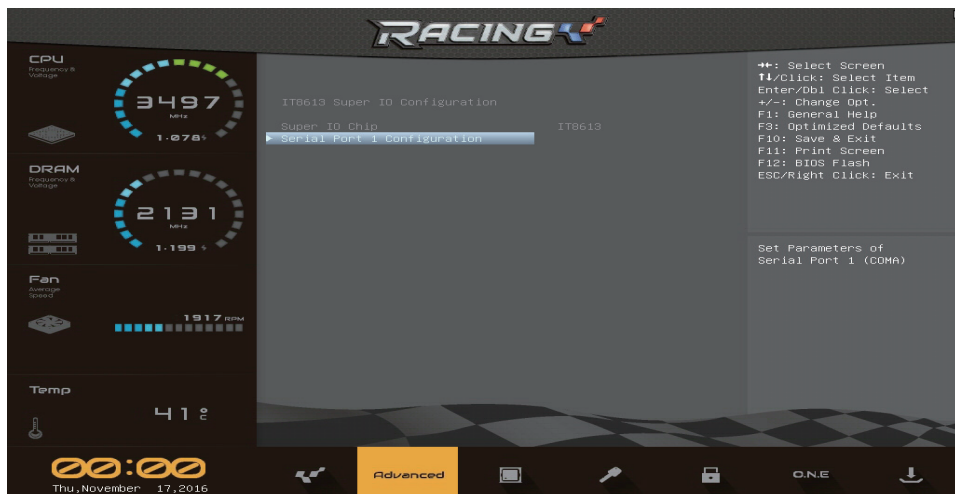 RACING
CPU
Frequency &
Voltage
3497
MHz
1.078
DRAM
Frequency &
Voltage
2131
MHz
1.199
Fan
Average
Speed
1917 RPM
Temp
41 °C
00:00
Thu,November 17,2016
IT8613 Super IO Configuration
Super IO Chip IT8613
Serial Port 1 Configuration
→←: Select Screen
↑↓/Click: Select Item
Enter/Dbl Click: Select
+/-: Change Opt.
F1: General Help
F3: Optimized Defaults
F10: Save & Exit
F11: Print Screen
F12: BIOS Flash
ESC/Right Click: Exit
Set Parameters of
Serial Port 1 (COMA)
Advanced
O.N.E